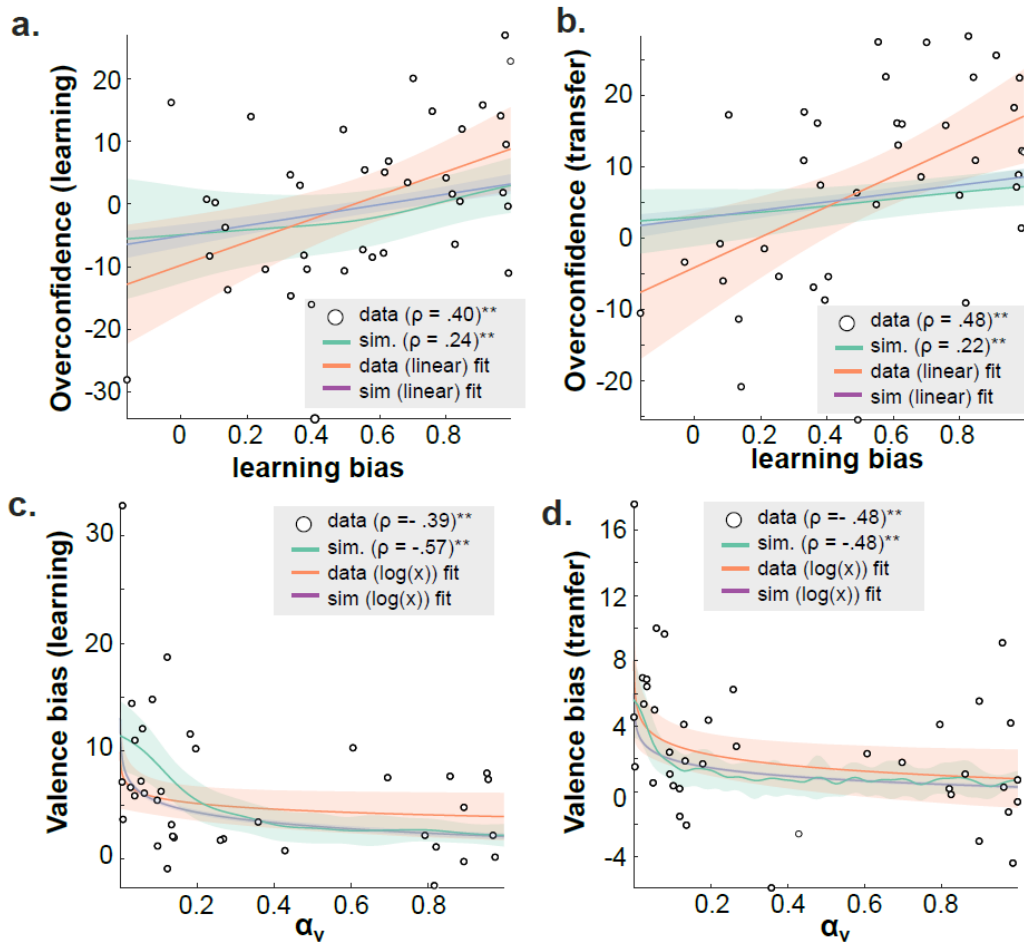 a.
Overconfidence (learning)
20
10
0
-10
-20
-30
0
0.2
0.4
0.6
0.8
learning bias
data (ρ = .40)**
sim. (ρ = .24)**
data (linear) fit
sim (linear) fit
b.
Overconfidence (transfer)
20
10
0
-10
-20
0
0.2
0.4
0.6
0.8
learning bias
data (ρ = .48)**
sim. (ρ = .22)**
data (linear) fit
sim (linear) fit
c.
Valence bias (learning)
30
20
10
0
0.2
0.4
0.6
0.8
αv
data (ρ =- .39)**
sim. (ρ = -.57)**
data (log(x)) fit
sim (log(x)) fit
d.
Valence bias (tranfer)
16
12
8
4
0
-4
0.2
0.4
0.6
0.8
αv
data (ρ =- .48)**
sim. (ρ = -.48)**
data (log(x)) fit
sim (log(x)) fit